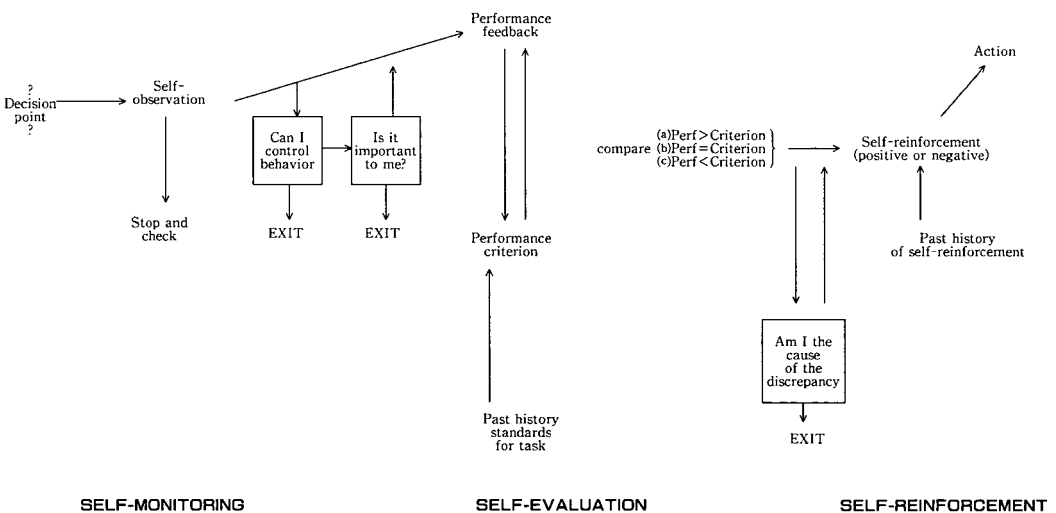 ?
Decision
point
?
Self-
observation
Stop and
check
Can I
control
behavior
EXIT
Is it
important
to me?
EXIT
Performance
feedback
Performance
criterion
Past history
standards
for task
compare
(a)Perf>Criterion
(b)Perf=Criterion
(c)Perf<Criterion
Am I the
cause
of the
discrepancy
EXIT
Self-reinforcement
(positive or negative)
Action
Past history
of self-reinforcement
SELF-MONITORING
SELF-EVALUATION
SELF-REINFORCEMENT